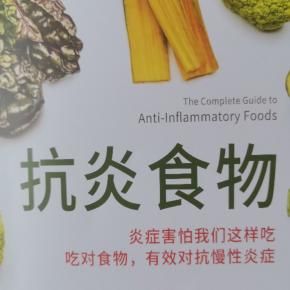 The Complete Guide to
Anti-Inflammatory Foods
抗炎食物
炎症害怕我们这样吃
吃对食物，有效对抗慢性炎症